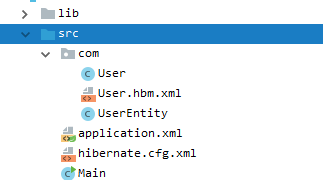 lib
src
com
User
User.hbm.xml
UserEntity
application.xml
hibernate.cfg.xml
Main